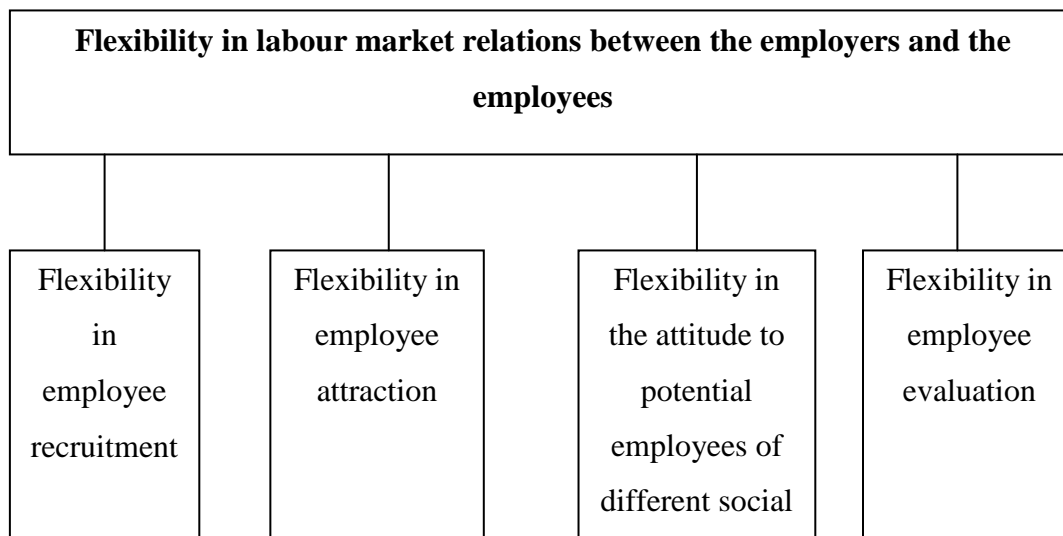 Flexibility in labour market relations between the employers and the
employees
Flexibility
in
employee
recruitment
Flexibility in
employee
attraction
Flexibility in
the attitude to
potential
employees of
different social
Flexibility in
employee
evaluation